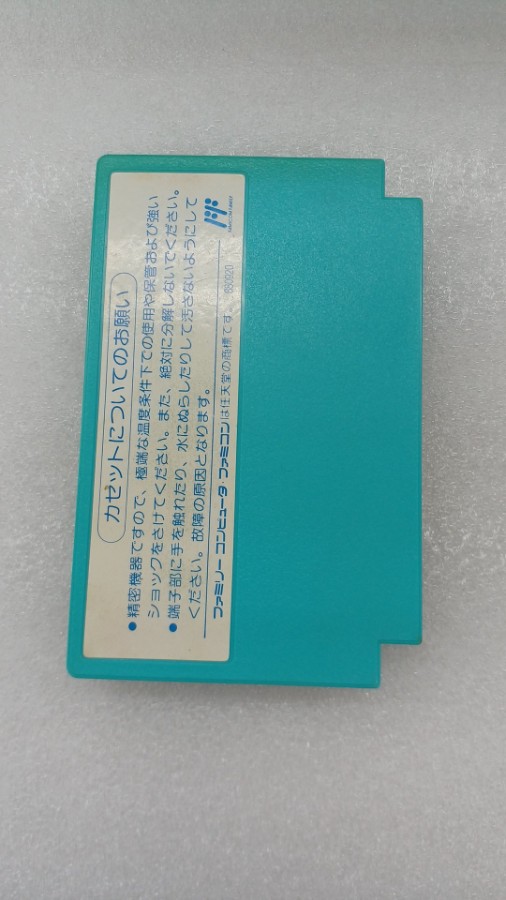 カセットについてのお願い
●精密機器ですので、極端な温度条件下での使用や保管および強い
ショックをさけてください。また、絶対に分解しないでください。
●端子部に手を触れたり、水にぬらしたりして汚さないようにして
ください。故障の原因となります。
ファミリーコンピュータ・ファミコンは任天堂の商標です。